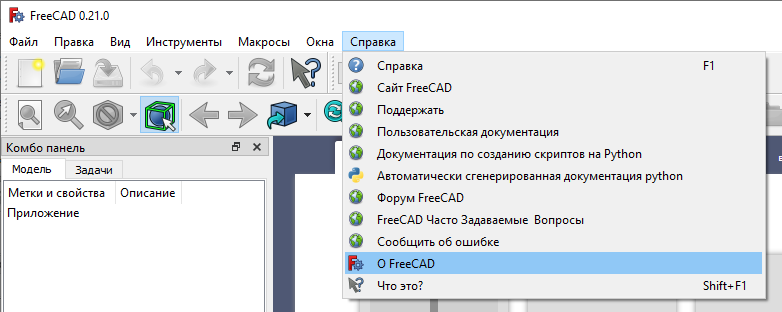 FreeCAD 0.21.0
Файл Правка Вид Инструменты Макросы Окна Справка
Справка F1
Сайт FreeCAD
Поддержать
Пользовательская документация
Документация по созданию скриптов на Python
Автоматически сгенерированная документация python
Форум FreeCAD
FreeCAD Часто Задаваемые Вопросы
Сообщить об ошибке
О FreeCAD
Что это? Shift+F1
Комбо панель
Модель Задачи
Метки и свойства Описание
Приложение